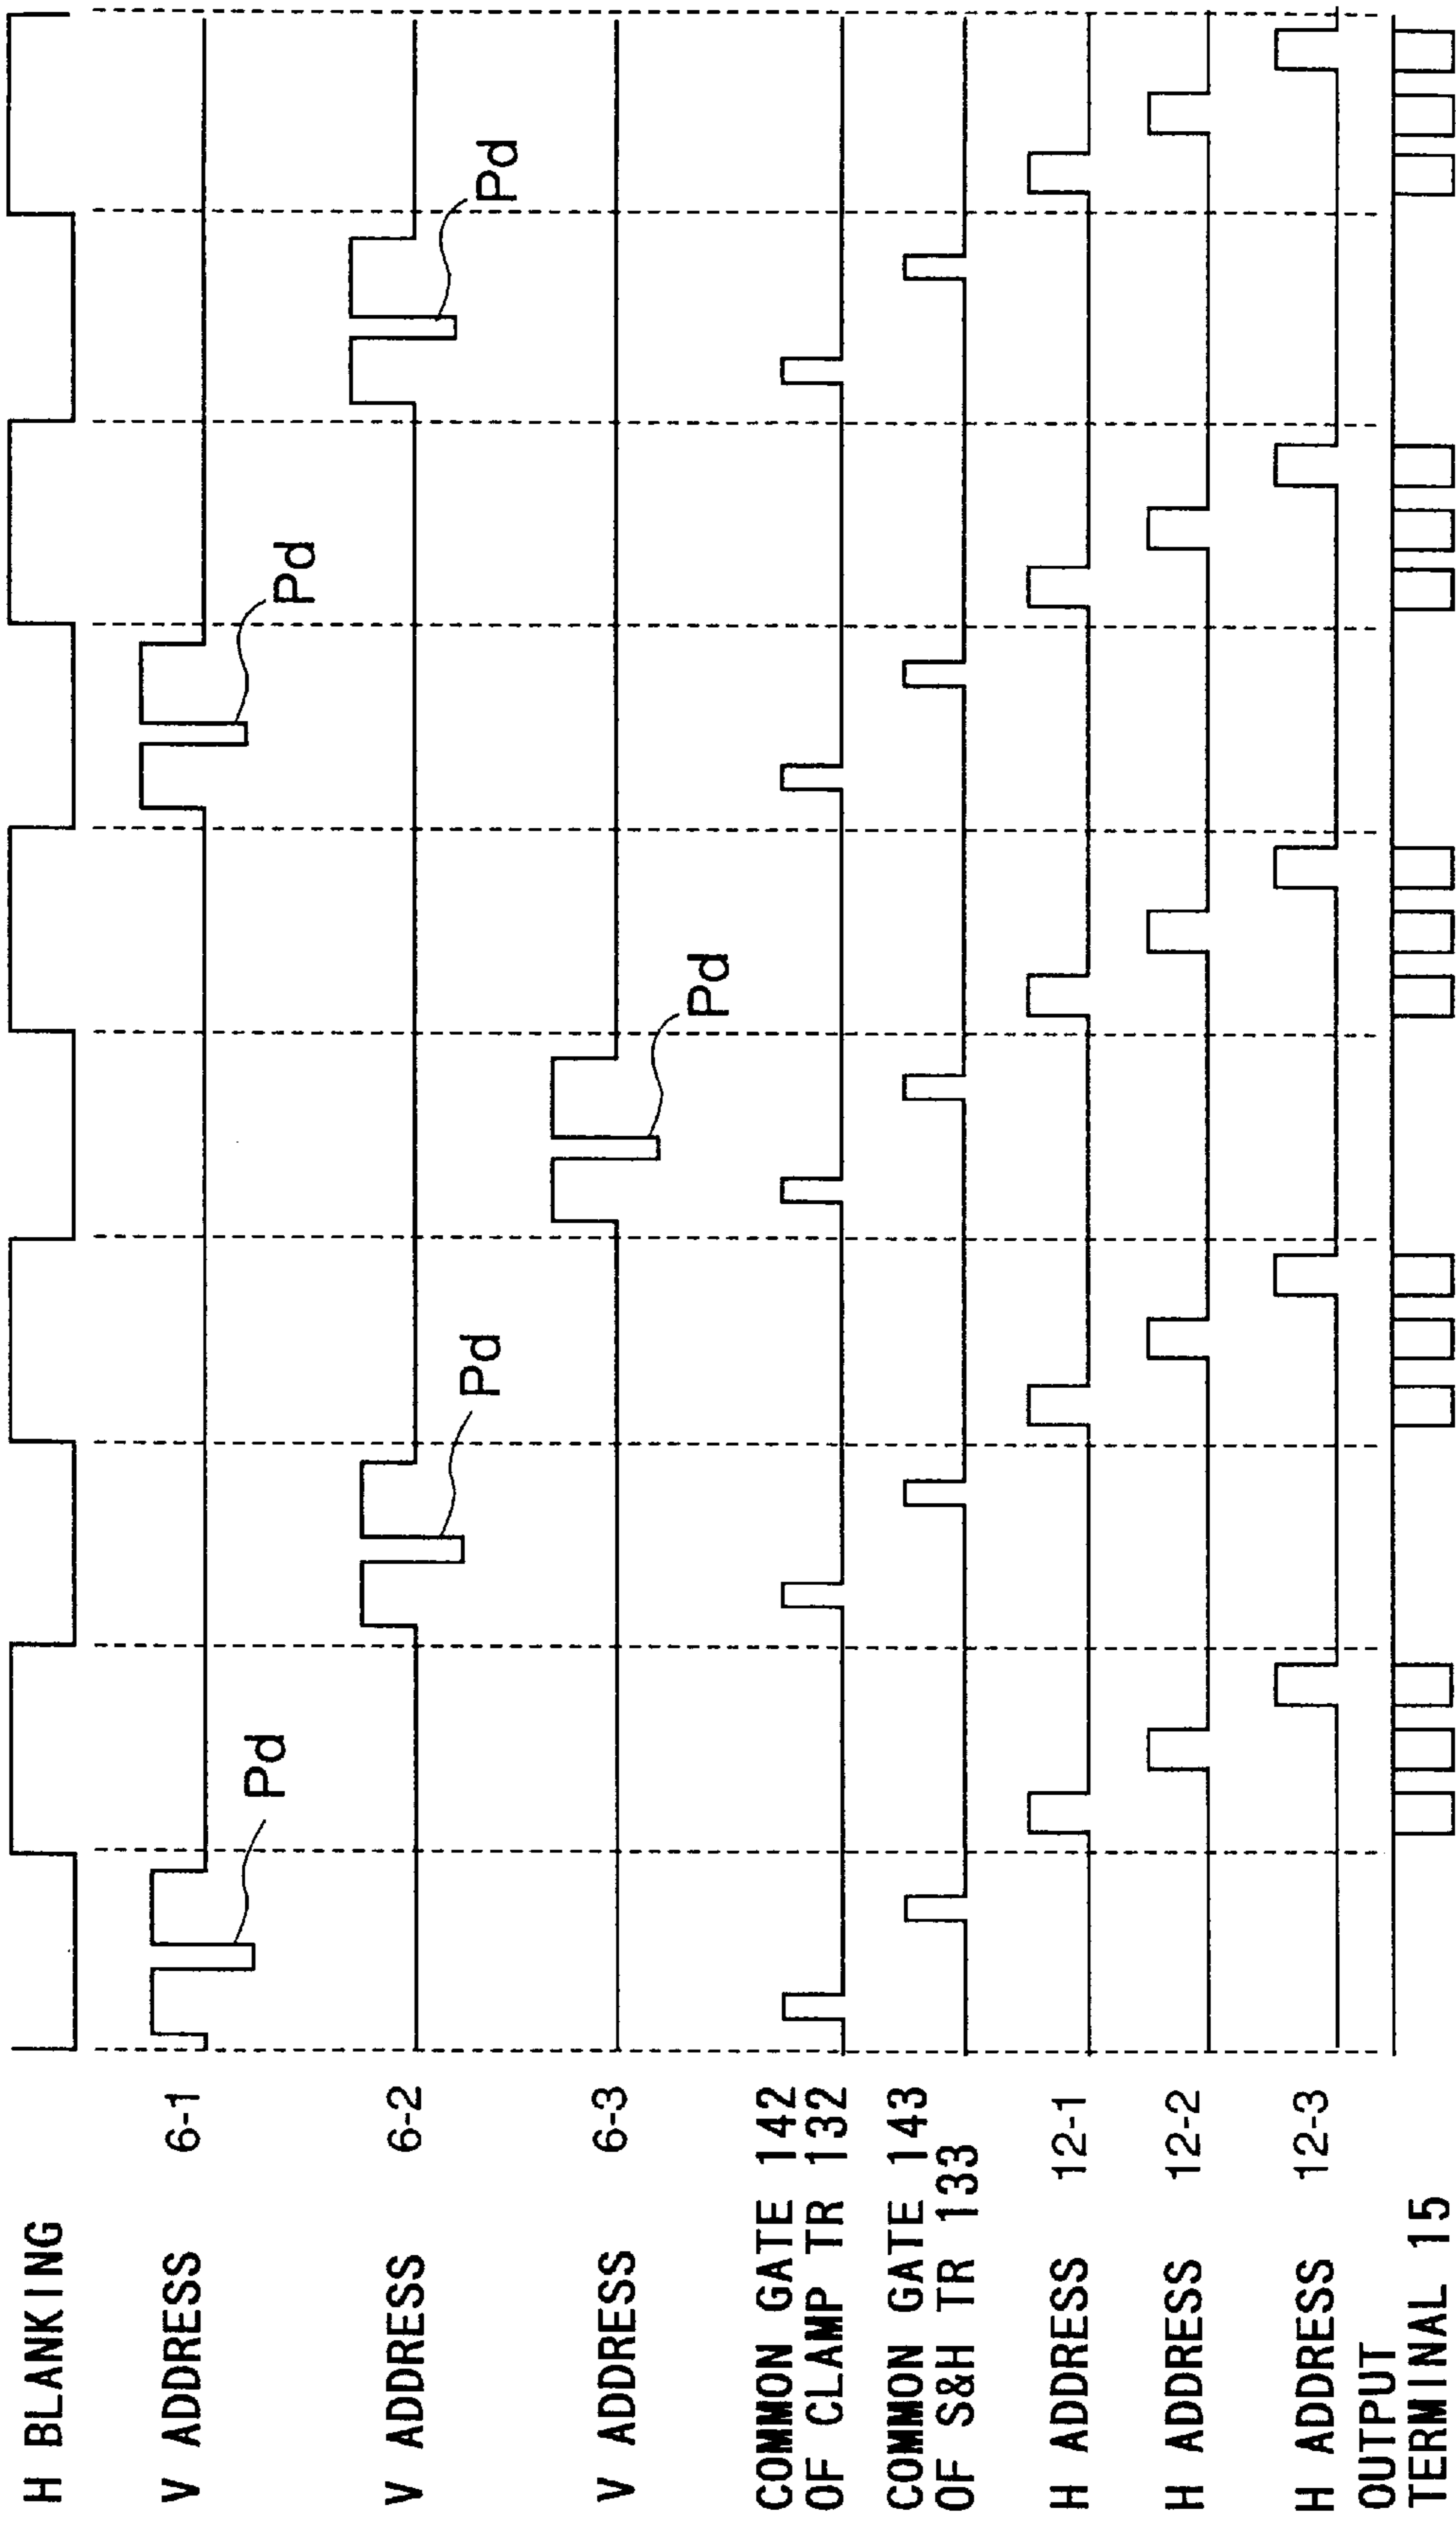 H BLANKING
V ADDRESS 6-1
Pd
Pd
V ADDRESS 6-2
Pd
Pd
V ADDRESS 6-3
Pd
COMMON GATE 142
OF CLAMP TR 132
COMMON GATE 143
OF S&H TR 133
H ADDRESS 12-1
H ADDRESS 12-2
H ADDRESS 12-3
OUTPUT
TERMINAL 15